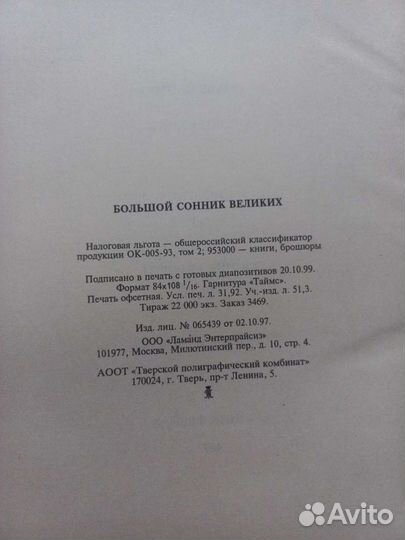 БОЛЬШОЙ СОННИК ВЕЛИКИХ
Налоговая льгота — общероссийский классификатор
продукции ОК-005-93, том 2; 953000 — книги, брошюры
Подписано в печать с готовых диапозитивов 20.10.99.
Формат 84×108 1/16. Гарнитура «Таймс».
Печать офсетная. Усл. печ. л. 31,92. Уч.-изд. л. 51,3.
Тираж 22 000 экз. Заказ 3469.
Изд. лиц. № 065439 от 02.10.97.
ООО «Ламанд Энтерпрайсиз»
101977, Москва, Милютинский пер., д. 10, стр. 4.
АООТ «Тверской полиграфический комбинат»
170024, г. Тверь, пр-т Ленина, 5.
Avito